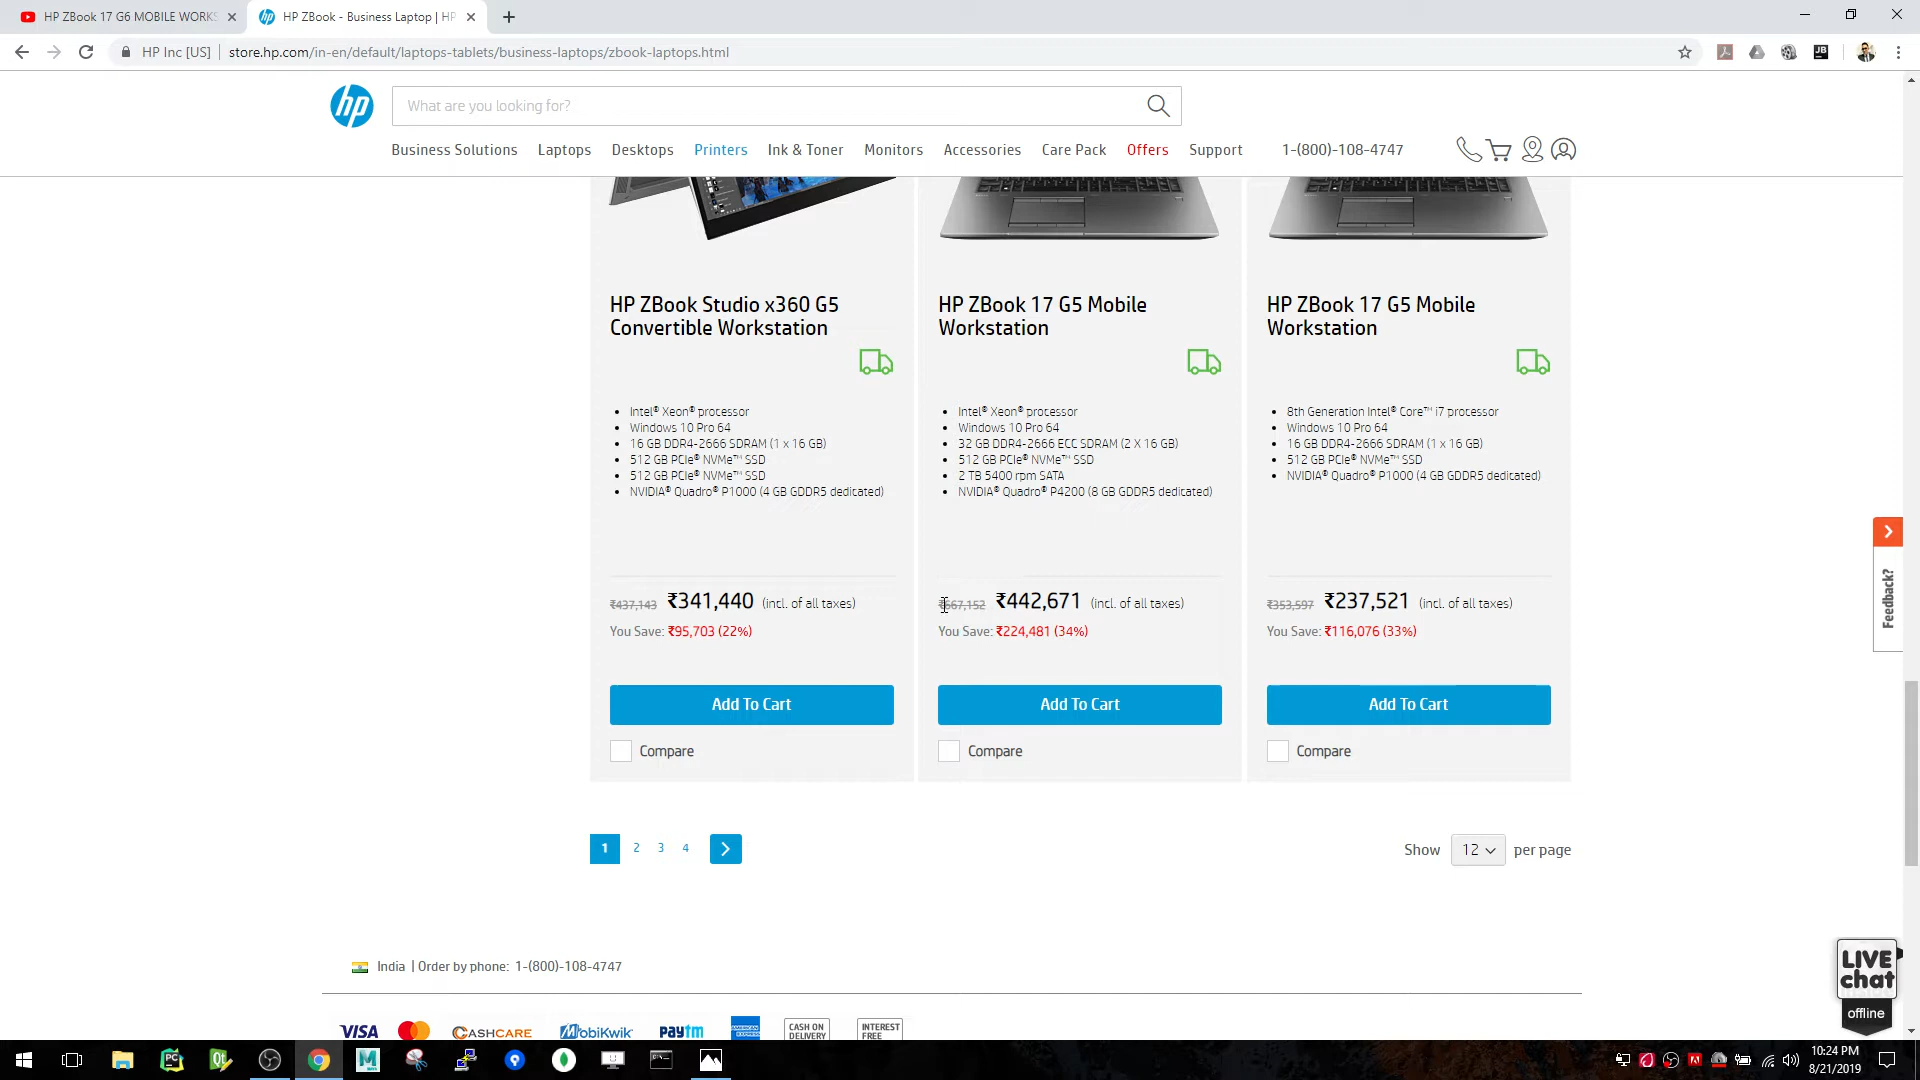 HP ZBook 17 G6 MOBILE WORKS
HP ZBook - Business Laptop | HP
HP Inc [US]
store.hp.com/in-en/default/laptops-tablets/business-laptops/zbook-laptops.html
JB
hp
What are you looking for?
Business Solutions
Laptops
Desktops
Printers
Ink & Toner
Monitors
Accessories
Care Pack
Offers
Support
1-(800)-108-4747
HP ZBook Studio x360 G5
Convertible Workstation
Intel® Xeon® processor
Windows 10 Pro 64
16 GB DDR4-2666 SDRAM (1 x 16 GB)
512 GB PCIe® NVMe™ SSD
512 GB PCIe® NVMe™ SSD
NVIDIA® Quadro® P1000 (4 GB GDDR5 dedicated)
₹437,143 ₹341,440 (incl. of all taxes)
You Save: ₹95,703 (22%)
Add To Cart
Compare
HP ZBook 17 G5 Mobile
Workstation
Intel® Xeon® processor
Windows 10 Pro 64
32 GB DDR4-2666 ECC SDRAM (2 X 16 GB)
512 GB PCIe® NVMe™ SSD
2 TB 5400 rpm SATA
NVIDIA® Quadro® P4200 (8 GB GDDR5 dedicated)
₹667,152 ₹442,671 (incl. of all taxes)
You Save: ₹224,481 (34%)
Add To Cart
Compare
HP ZBook 17 G5 Mobile
Workstation
8th Generation Intel® Core™ i7 processor
Windows 10 Pro 64
16 GB DDR4-2666 SDRAM (1 x 16 GB)
512 GB PCIe® NVMe™ SSD
NVIDIA® Quadro® P1000 (4 GB GDDR5 dedicated)
₹353,597 ₹237,521 (incl. of all taxes)
You Save: ₹116,076 (33%)
Add To Cart
Compare
Feedback?
1 2 3 4
Show 12 per page
India | Order by phone: 1-(800)-108-4747
LIVE
chat
offline
VISA
CASHCARE
MobiKwik
paytm
CASH ON
DELIVERY
INTEREST
FREE
PC
Qt
M
10:24 PM
8/21/2019